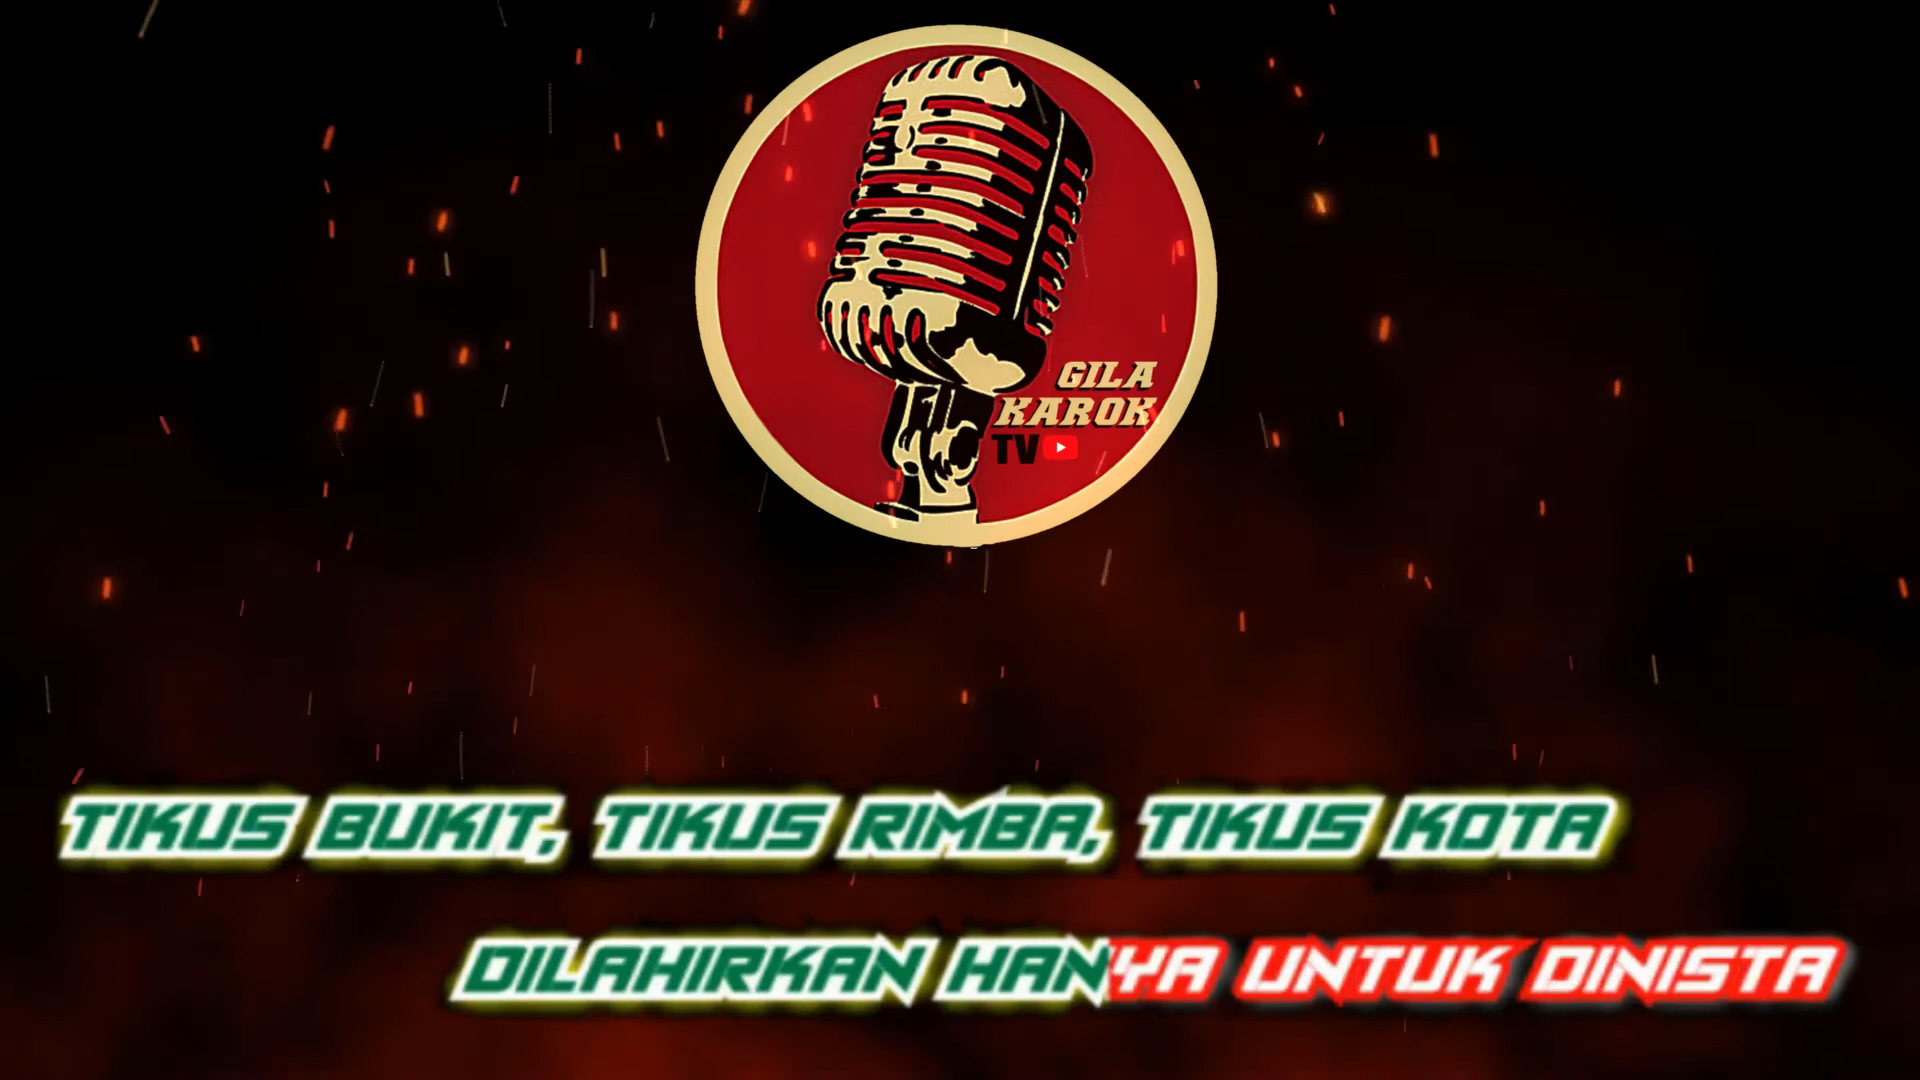 GILA
KAROK
TV
TIKUS BUKIT, TIKUS RIMBA, TIKUS KOTA
DILAHIRKAN HANYA UNTUK DINISTA